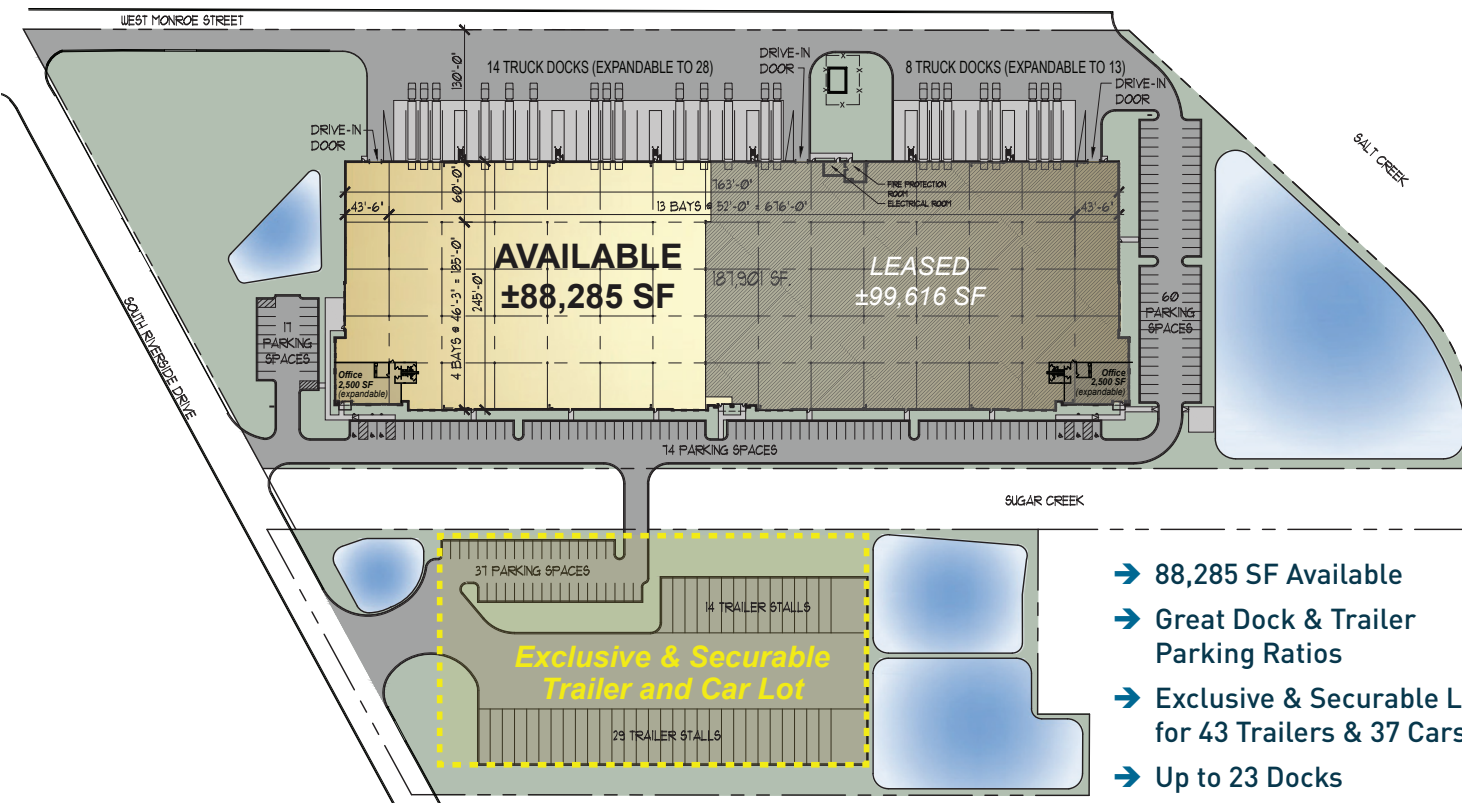 WEST MONROE STREET
130'-0'
14 TRUCK DOCKS (EXPANDABLE TO 28)
DRIVE-IN
DOOR
8 TRUCK DOCKS (EXPANDABLE TO 13)
DRIVE-IN
DOOR
DRIVE-IN
DOOR
SALT CREEK
60'-0'
763'-0'
FIRE PROTECTION
ROOM
ELECTRICAL ROOM
43'-6'
13 BAYS @ 52'-0' = 676'-0'
43'-6'
AVAILABLE
±88,285 SF
187,901 SF.
LEASED
±99,616 SF
4 BAYS @ 46'-3' = 185'-0'
245'-0'
SOUTH RIVERSIDE DRIVE
17
PARKING
SPACES
60
PARKING
SPACES
Office
2,500 SF
(expandable)
Office
2,500 SF
(expandable)
74 PARKING SPACES
SUGAR CREEK
37 PARKING SPACES
14 TRAILER STALLS
Exclusive & Securable
Trailer and Car Lot
29 TRAILER STALLS
→ 88,285 SF Available
→ Great Dock & Trailer
Parking Ratios
→ Exclusive & Securable L
for 43 Trailers & 37 Cars
→ Up to 23 Docks